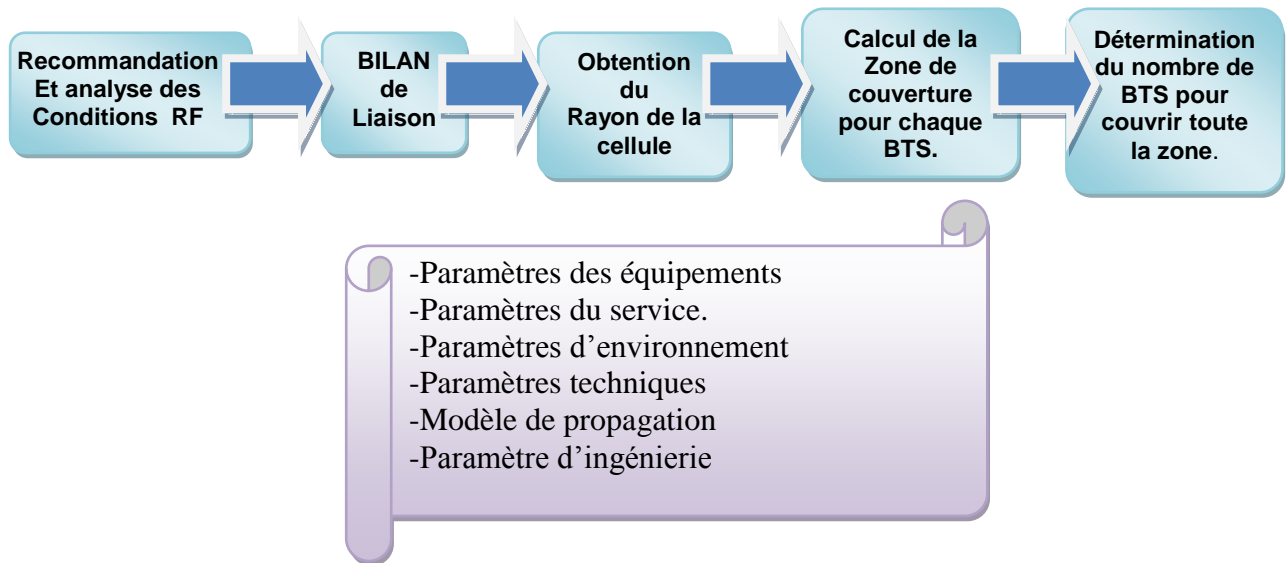 Recommandation
Et analyse des
Conditions RF
BILAN
de
Liaison
Obtention
du
Rayon de la
cellule
Calcul de la
Zone de
couverture
pour chaque
BTS.
Détermination
du nombre de
BTS pour
couvrir toute
la zone.
-Paramètres des équipements
-Paramètres du service.
-Paramètres d’environnement
-Paramètres techniques
-Modèle de propagation
-Paramètre d’ingénierie